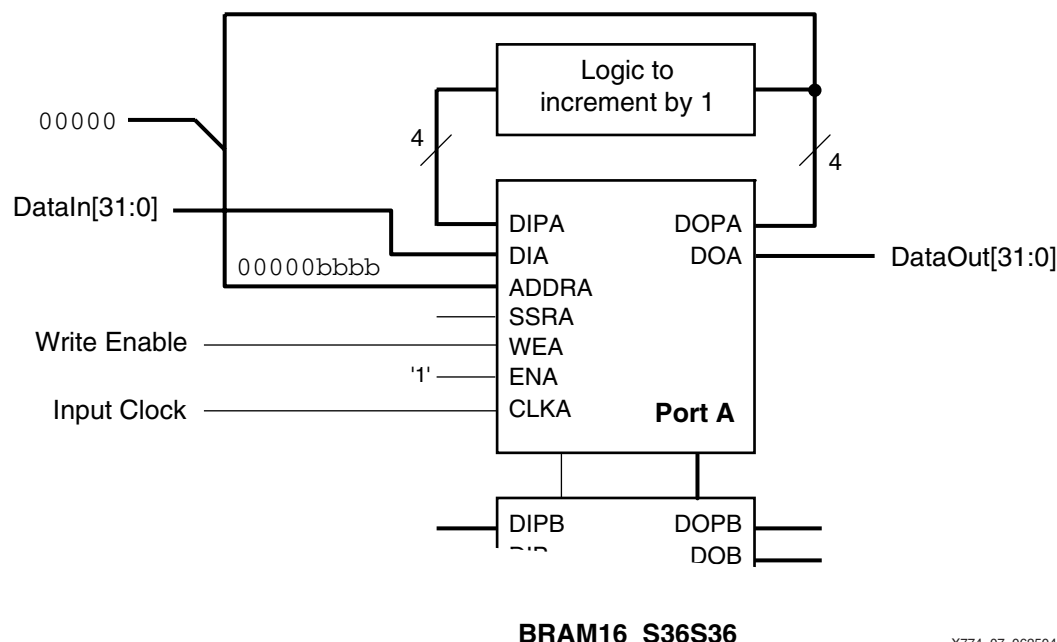 Logic to
increment by 1
00000
4
4
DataIn[31:0]
DIPA
DOPA
DIA
DOA
DataOut[31:0]
00000bbbb
ADDRA
SSRA
Write Enable
WEA
'1'
ENA
Input Clock
CLKA
Port A
DIPB
DOPB
DOB
BRAM16_S36S36